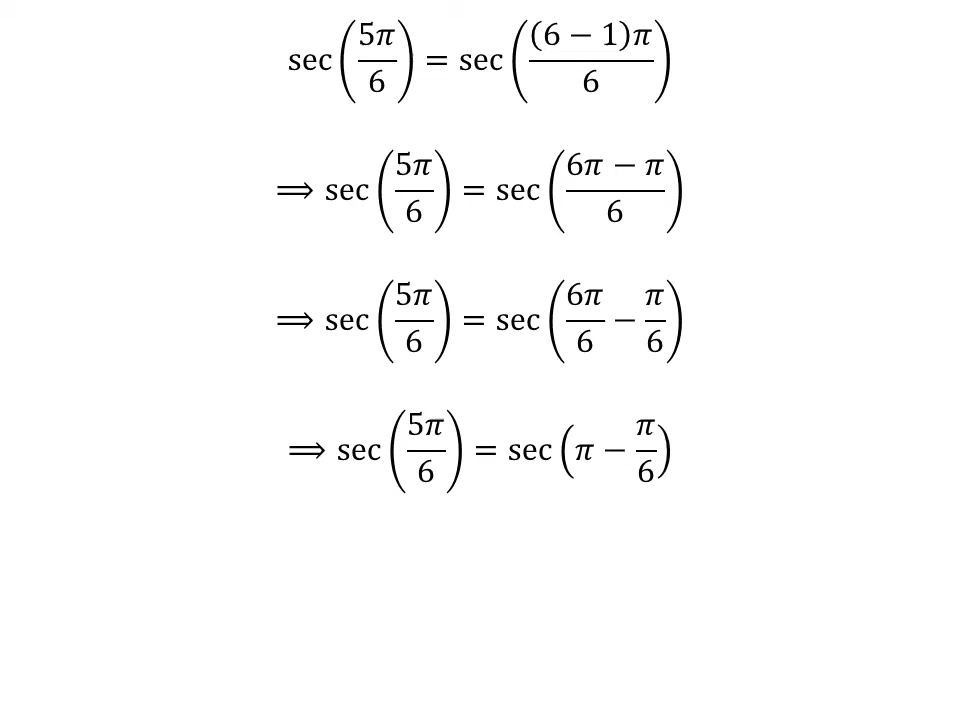 sec(5π/6) = sec((6 − 1)π/6)
⟹ sec(5π/6) = sec((6π − π)/6)
⟹ sec(5π/6) = sec(6π/6 − π/6)
⟹ sec(5π/6) = sec(π − π/6)